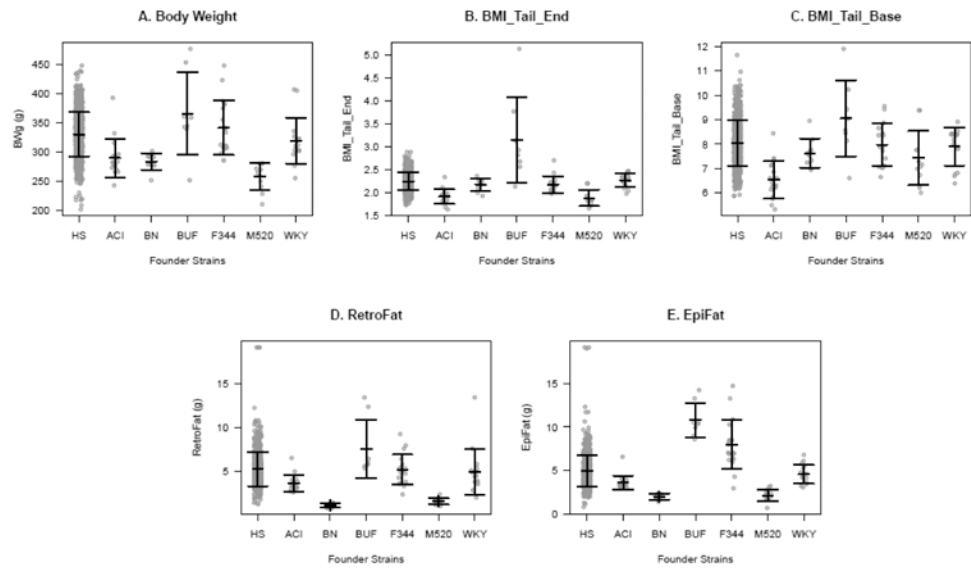 A. Body Weight
BWg (g)
450
400
350
300
250
200
HS ACI BN BUF F344 M520 WKY
Founder Strains
B. BMI_Tail_End
BMI_Tail_End
5.0
4.5
4.0
3.5
3.0
2.5
2.0
1.5
HS ACI BN BUF F344 M520 WKY
Founder Strains
C. BMI_Tail_Base
BMI_Tail_Base
12
11
10
9
8
7
6
HS ACI BN BUF F344 M520 WKY
Founder Strains
D. RetroFat
RetroFat (g)
15
10
5
HS ACI BN BUF F344 M520 WKY
Founder Strains
E. EpiFat
EpiFat (g)
15
10
5
0
HS ACI BN BUF F344 M520 WKY
Founder Strains